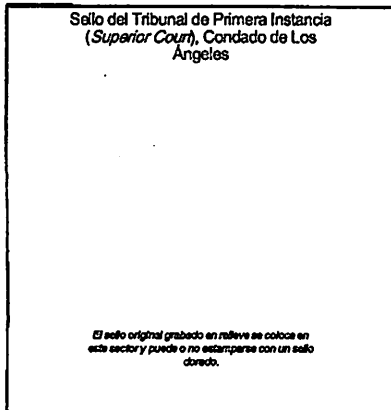 Sello del Tribunal de Primera Instancia
(Superior Court), Condado de Los
Ángeles
El sello original grabado en relieve se coloca en
este sector y puede o no estamparse con un sello
dorado.